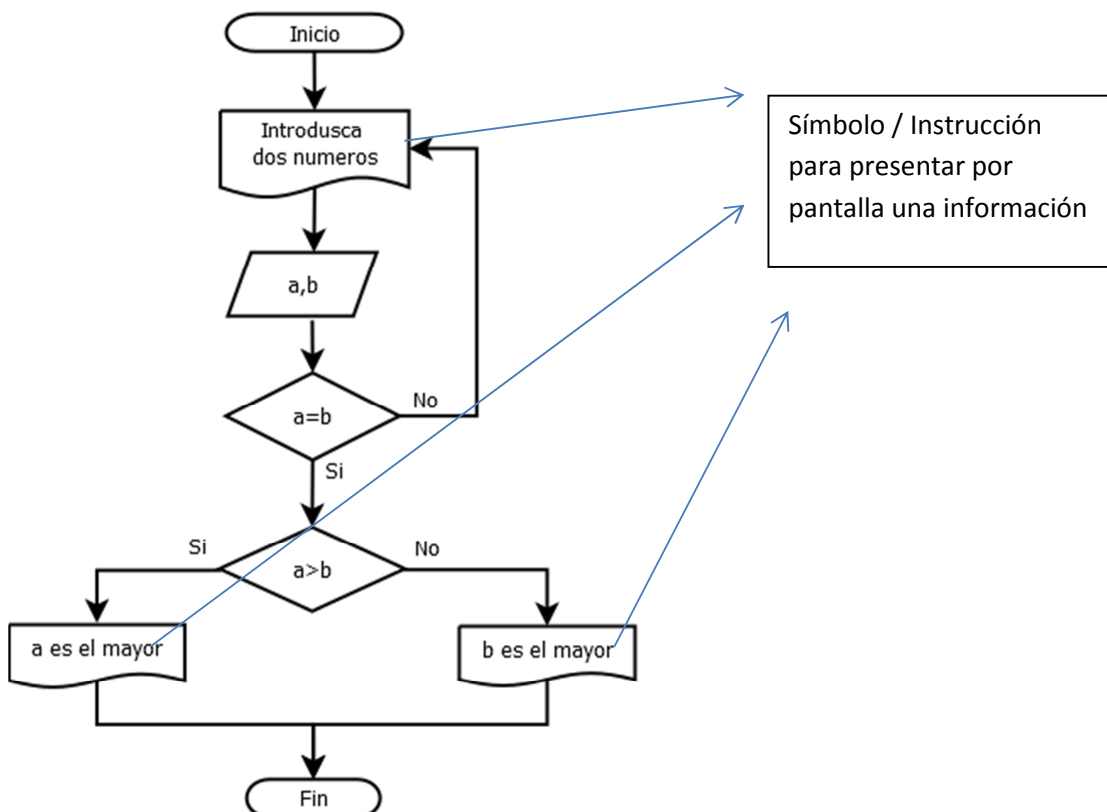 Inicio
Introdusca
dos numeros
Símbolo / Instrucción
para presentar por
pantalla una información
a,b
a=b
No
Si
Si
a>b
No
a es el mayor
b es el mayor
Fin